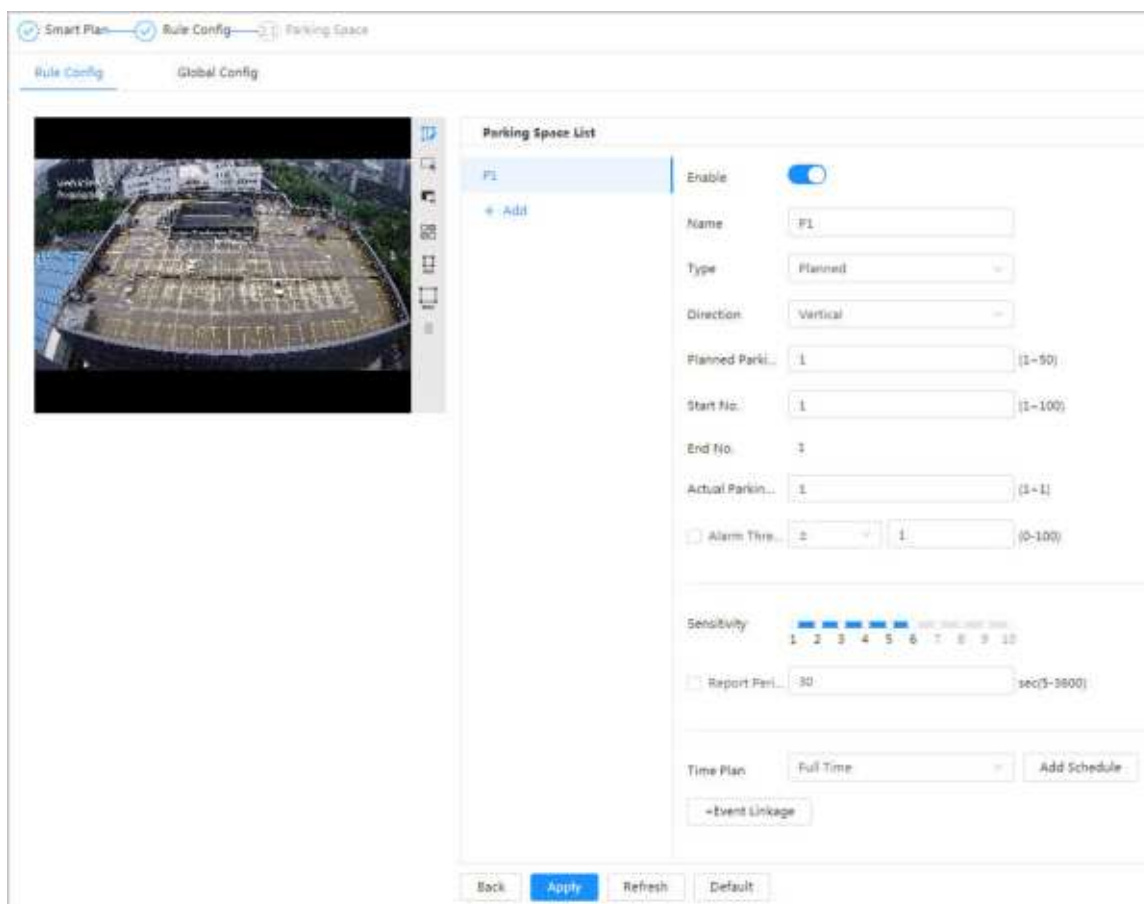 Smart Plan Rule Config Parking Space
Rule Config Global Config
Parking Space List
P1
+ Add
Enable
Name P1
Type Planned
Direction Vertical
Planned Parki... 1 (1~50)
Start No. 1 (1~100)
End No. 1
Actual Parkin... 1 (1~1)
Alarm Thre... 1 (0-100)
Sensitivity
1 2 3 4 5 6 7 8 9 10
Report Peri... 30 sec(5-3600)
Time Plan Full Time Add Schedule
+Event Linkage
Back Apply Refresh Default